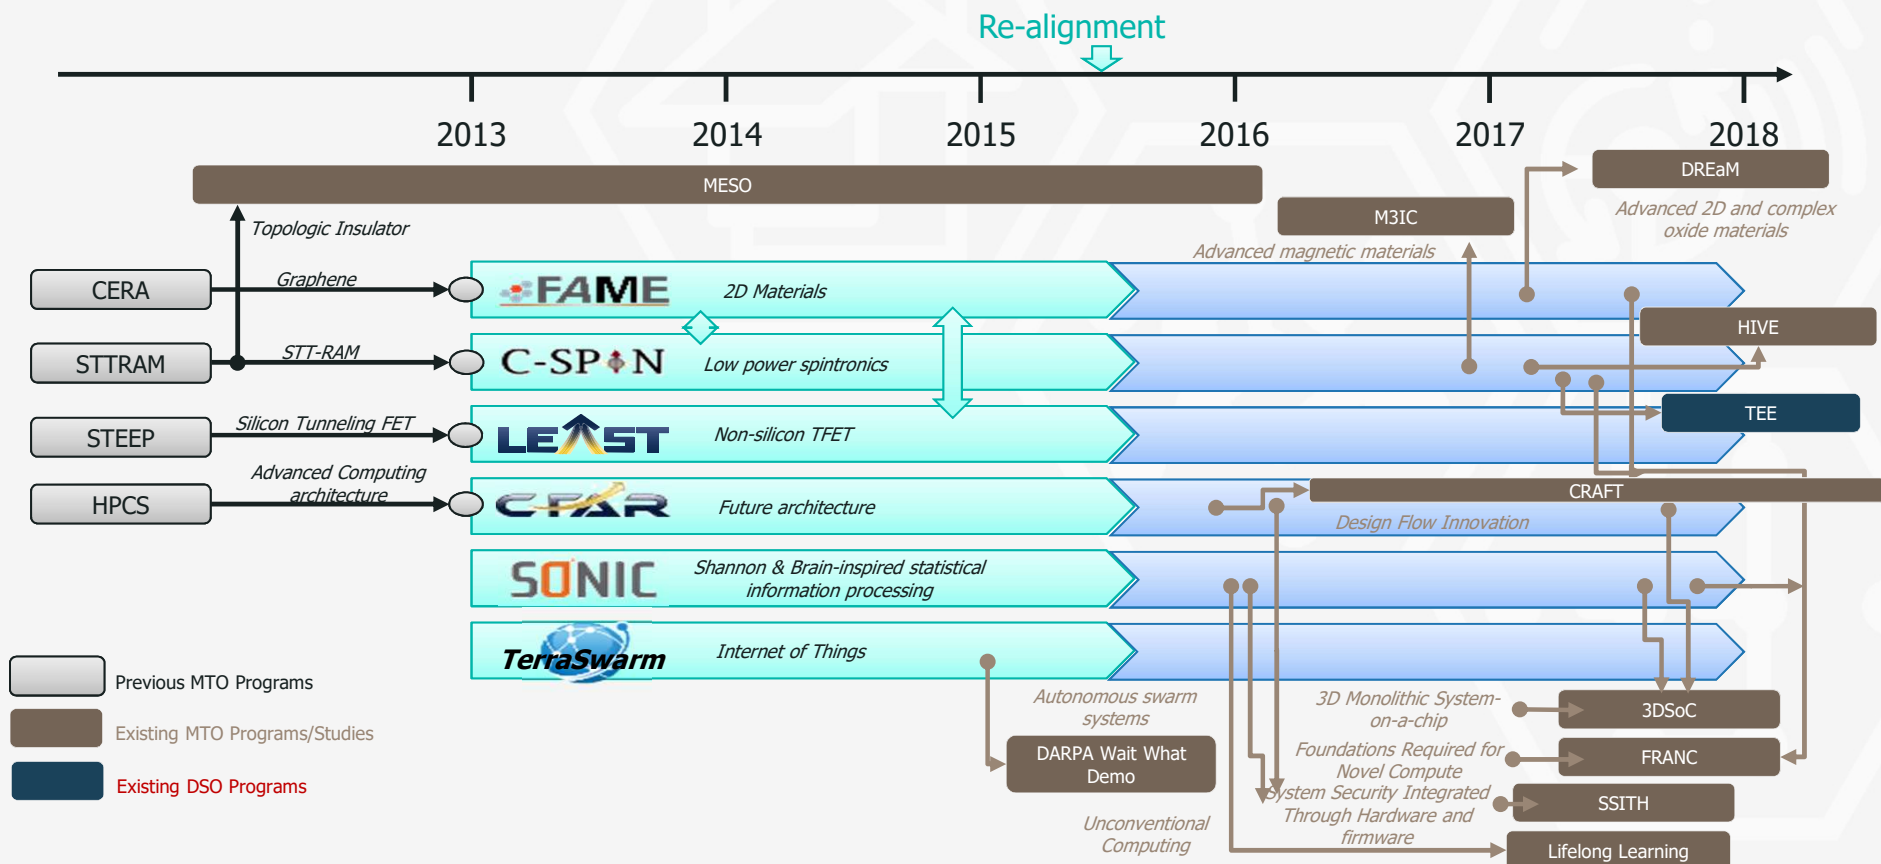 Re-alignment
2013 2014 2015 2016 2017 2018
MESO
DREaM
Advanced 2D and complex
oxide materials
M3IC
Advanced magnetic materials
Topologic Insulator
CERA
Graphene
FAME
2D Materials
HIVE
STTRAM
STT-RAM
C-SPIN
Low power spintronics
TEE
STEEP
Silicon Tunneling FET
LEAST
Non-silicon TFET
HPCS
Advanced Computing
architecture
CFAR
Future architecture
CRAFT
Design Flow Innovation
SONIC
Shannon & Brain-inspired statistical
information processing
TerraSwarm
Internet of Things
Previous MTO Programs
Existing MTO Programs/Studies
Existing DSO Programs
Autonomous swarm
systems
DARPA Wait What
Demo
Unconventional
Computing
3D Monolithic System-
on-a-chip
3DSoC
Foundations Required for
Novel Compute
FRANC
System Security Integrated
Through Hardware and
firmware
SSITH
Lifelong Learning